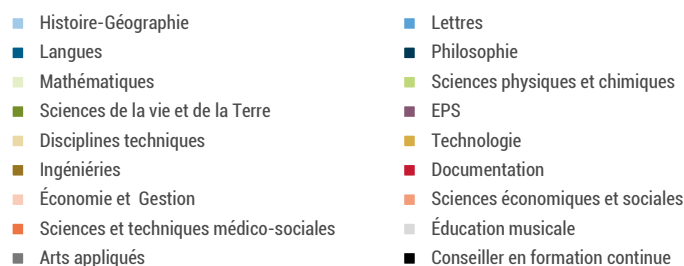 Histoire-Géographie
Langues
Mathématiques
Sciences de la vie et de la Terre
Disciplines techniques
Ingéniéries
Économie et Gestion
Sciences et techniques médico-sociales
Arts appliqués
Lettres
Philosophie
Sciences physiques et chimiques
EPS
Technologie
Documentation
Sciences économiques et sociales
Éducation musicale
Conseiller en formation continue